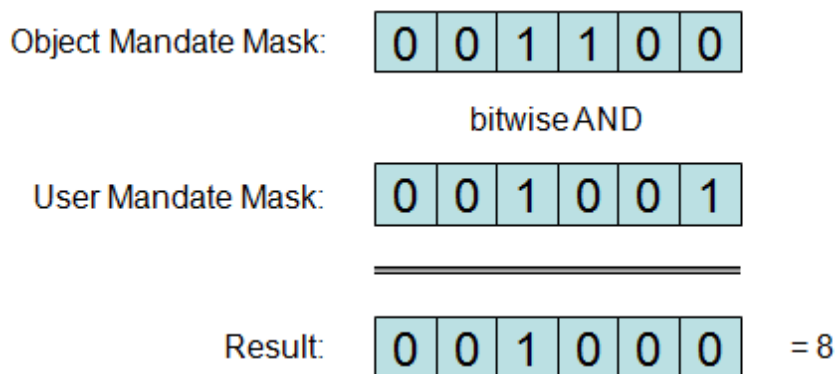 Object Mandate Mask: 0 0 1 1 0 0
bitwise AND
User Mandate Mask: 0 0 1 0 0 1
Result: 0 0 1 0 0 0 = 8